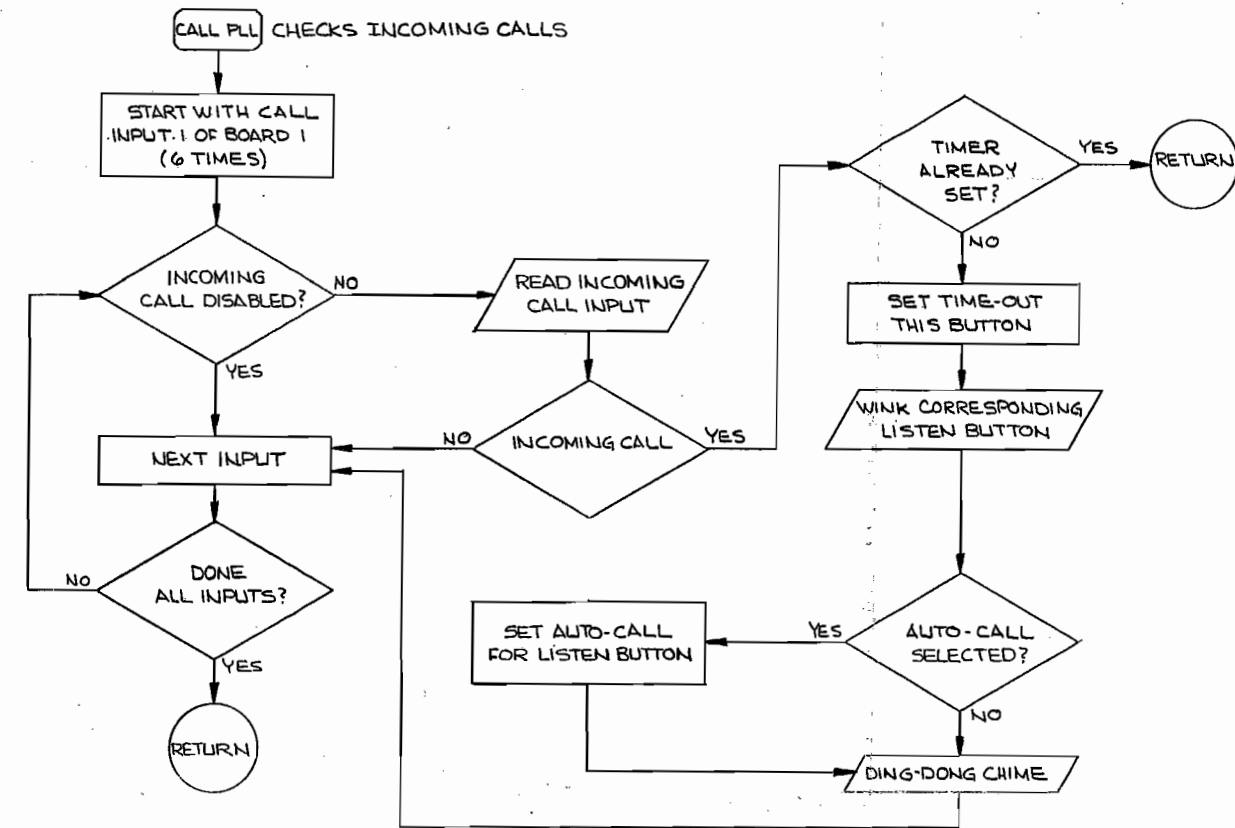 CALL PLL CHECKS INCOMING CALLS
START WITH CALL
INPUT 1 OF BOARD 1
(6 TIMES)
INCOMING
CALL DISABLED?
NO
YES
READ INCOMING
CALL INPUT
INCOMING CALL
NO
YES
NEXT INPUT
DONE
ALL INPUTS?
NO
YES
RETURN
TIMER
ALREADY
SET?
YES
RETURN
NO
SET TIME-OUT
THIS BUTTON
WINK CORRESPONDING
LISTEN BUTTON
AUTO-CALL
SELECTED?
YES
SET AUTO-CALL
FOR LISTEN BUTTON
NO
DING-DONG CHIME